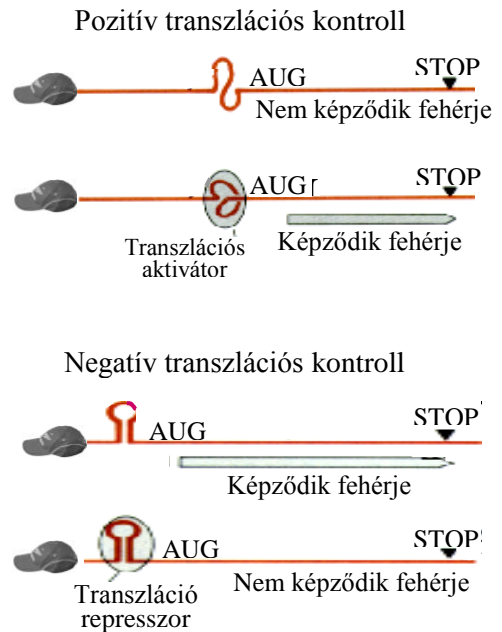 Pozitív transzlációs kontroll
AUG STOP
Nem képződik fehérje
AUG STOP
Képződik fehérje
Transzlációs
aktivátor
Negatív transzlációs kontroll
AUG STOP
Képződik fehérje
AUG STOP
Nem képződik fehérje
Transzláció
represszor